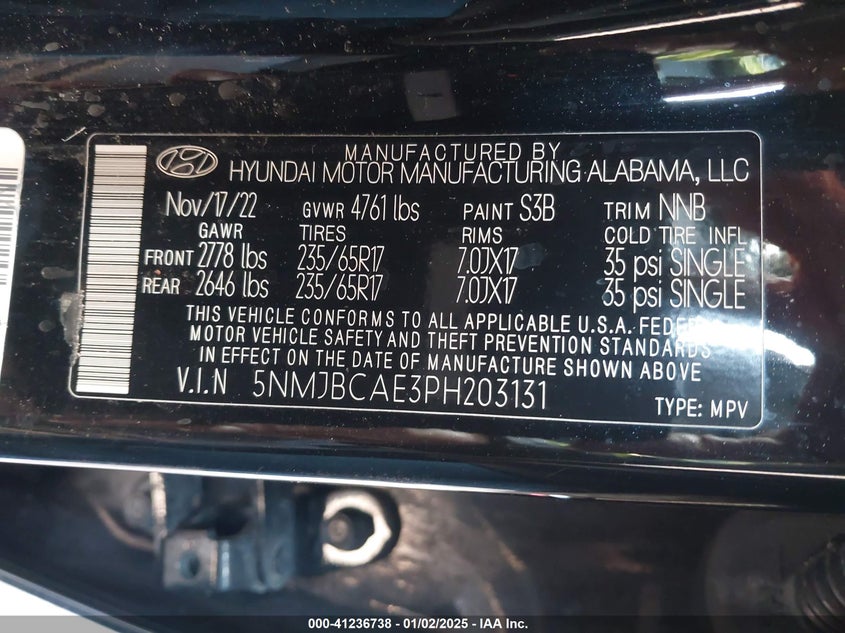 MANUFACTURED BY
HYUNDAI MOTOR MANUFACTURING ALABAMA, LLC
Nov/17/22 GVWR 4761 lbs PAINT S3B TRIM NNB
GAWR TIRES RIMS COLD TIRE INFL
FRONT 2778 lbs 235/65R17 7.0JX17 35 psi SINGLE
REAR 2646 lbs 235/65R17 7.0JX17 35 psi SINGLE
THIS VEHICLE CONFORMS TO ALL APPLICABLE U.S.A.
MOTOR VEHICLE SAFETY AND THEFT PREVENTION STANDARDS
IN EFFECT ON THE DATE OF MANUFACTURE SHOWN ABOVE
V.I.N 5NMJBCAE3PH203131 TYPE: MPV
000-41236738 - 01/02/2025 - IAA Inc.